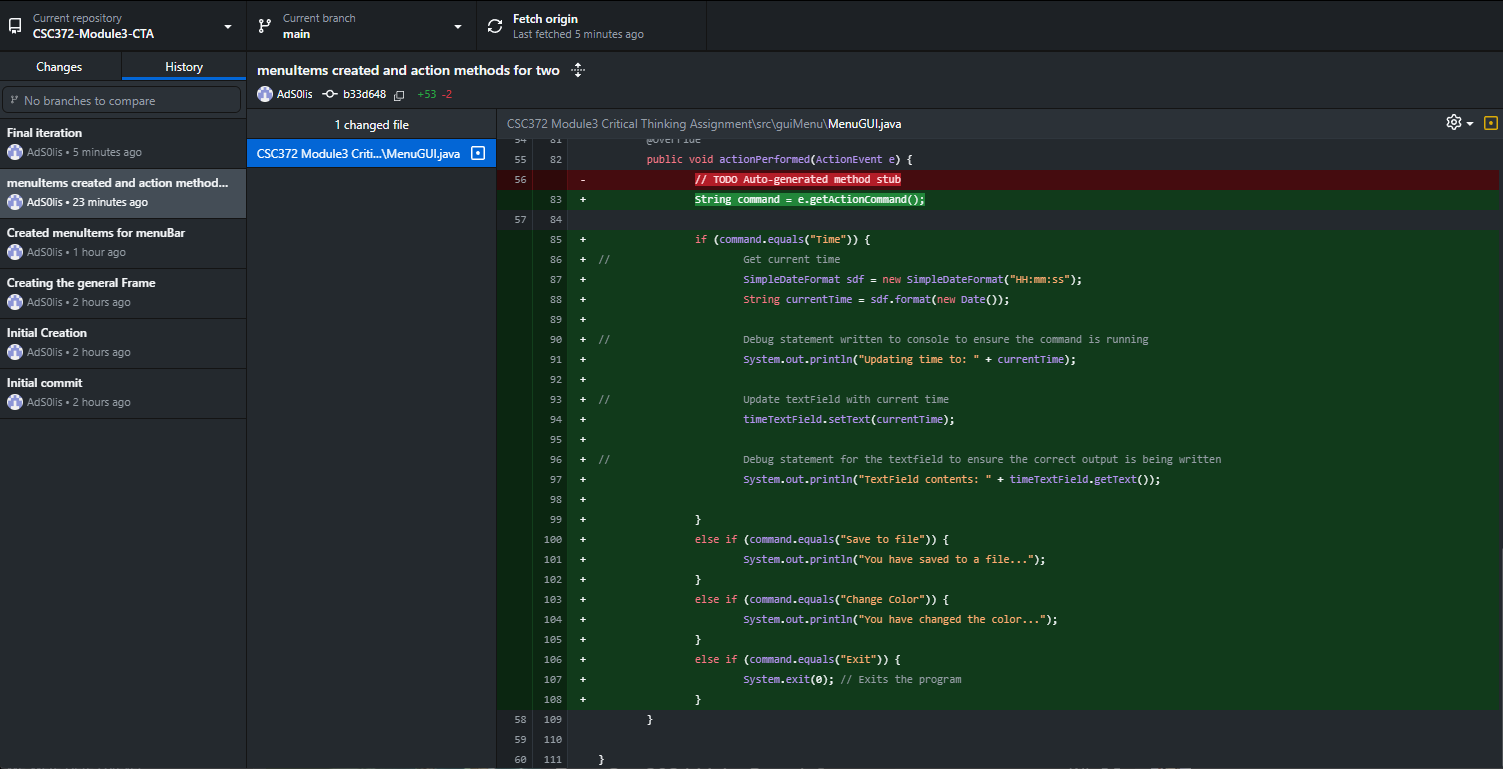 Current repository
CSC372-Module3-CTA
Current branch
main
Fetch origin
Last fetched 5 minutes ago
Changes
History
No branches to compare
Final iteration
AdS0lis • 5 minutes ago
menuItems created and action method...
AdS0lis • 23 minutes ago
Created menuItems for menuBar
AdS0lis • 1 hour ago
Creating the general Frame
AdS0lis • 2 hours ago
Initial Creation
AdS0lis • 2 hours ago
Initial commit
AdS0lis • 2 hours ago
menuItems created and action methods for two
AdS0lis b33d648 +53 -2
1 changed file
CSC372 Module3 Criti...\MenuGUI.java
CSC372 Module3 Critical Thinking Assignment\src\guiMenu\MenuGUI.java
54 81 @Override
55 82 public void actionPerformed(ActionEvent e) {
56 - // TODO Auto-generated method stub
83 + String command = e.getActionCommand();
57 84
85 + if (command.equals("Time")) {
86 + // Get current time
87 + SimpleDateFormat sdf = new SimpleDateFormat("HH:mm:ss");
88 + String currentTime = sdf.format(new Date());
89 +
90 + // Debug statement written to console to ensure the command is running
91 + System.out.println("Updating time to: " + currentTime);
92 +
93 + // Update textField with current time
94 + timeTextField.setText(currentTime);
95 +
96 + // Debug statement for the textfield to ensure the correct output is being written
97 + System.out.println("TextField contents: " + timeTextField.getText());
98 +
99 + }
100 + else if (command.equals("Save to file")) {
101 + System.out.println("You have saved to a file...");
102 + }
103 + else if (command.equals("Change Color")) {
104 + System.out.println("You have changed the color...");
105 + }
106 + else if (command.equals("Exit")) {
107 + System.exit(0); // Exits the program
108 + }
58 109 }
59 110
60 111 }